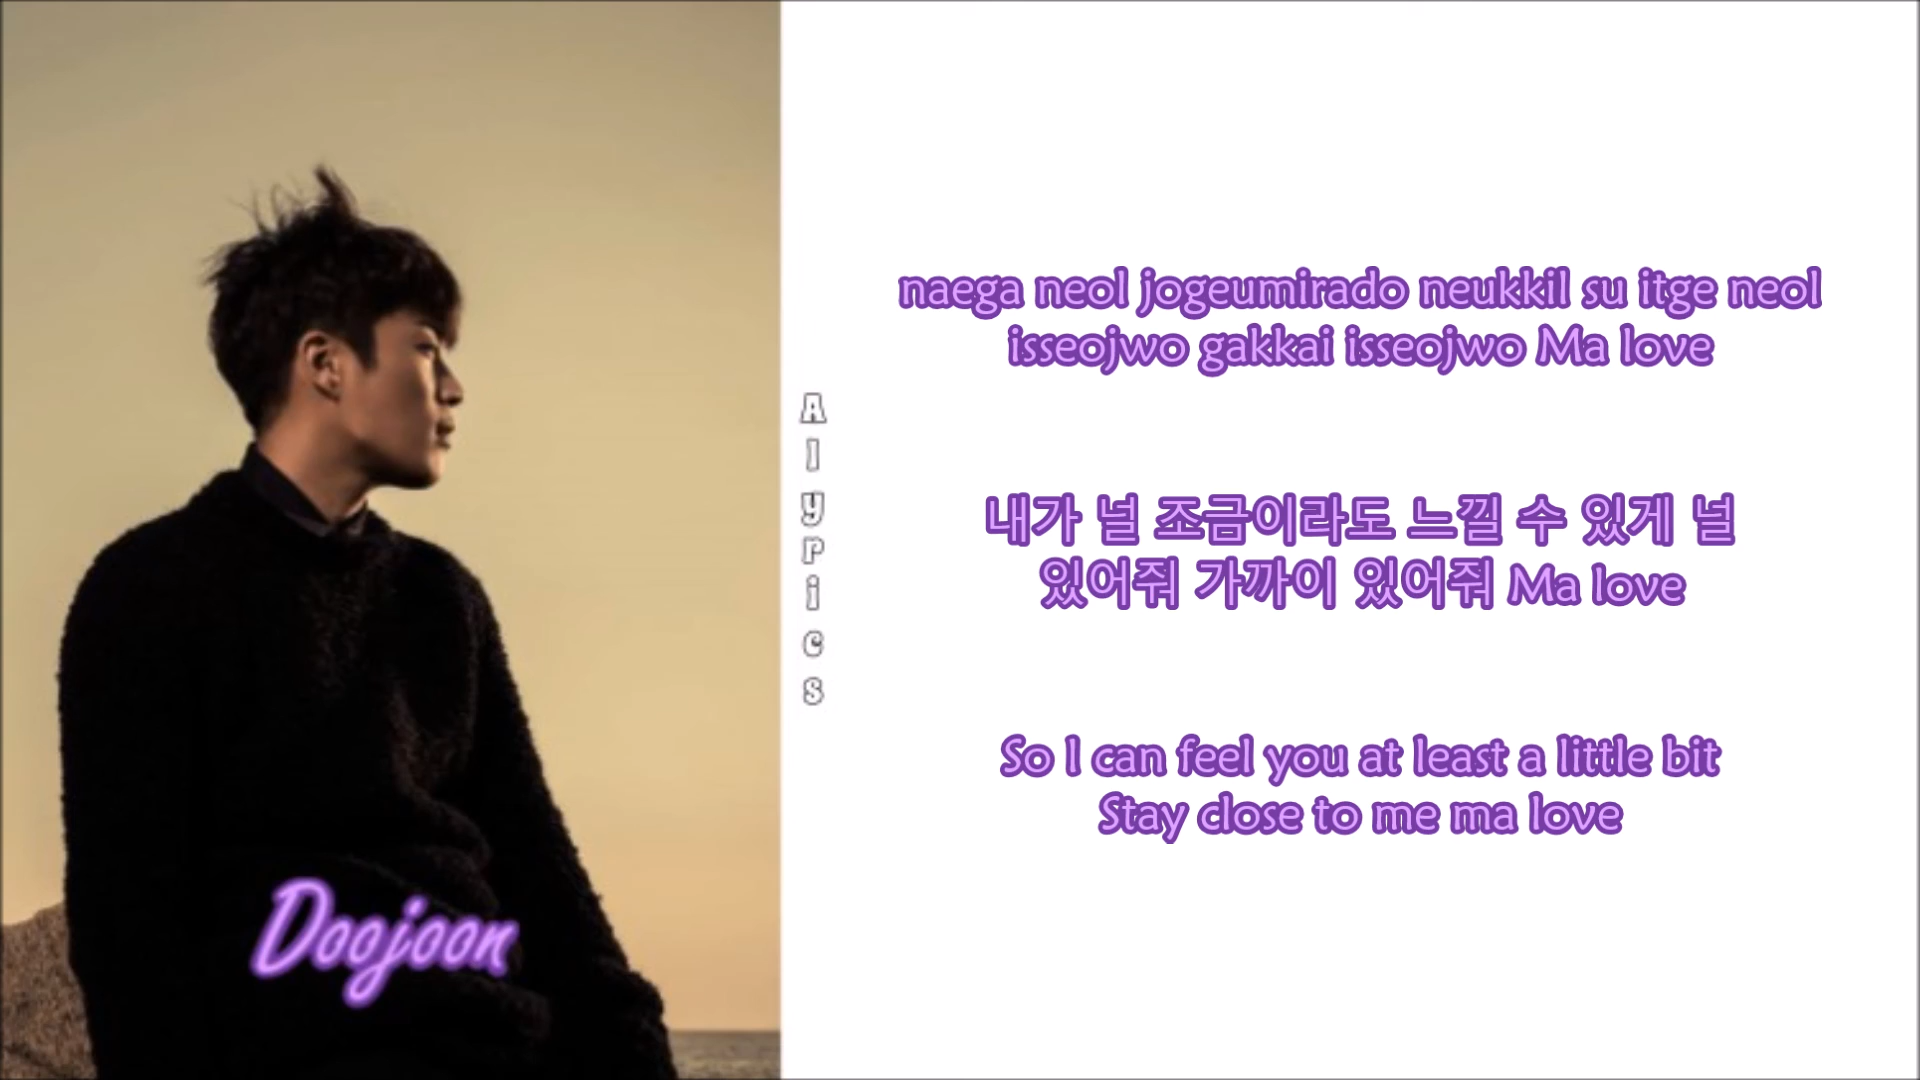 naega neol jogeumirado neukkil su itge neol
isseojwo gakkai isseojwo Ma love
내가 널 조금이라도 느낄 수 있게 널
있어줘 가까이 있어줘 Ma love
So I can feel you at least a little bit
Stay close to me ma love
Alyrics
Doojoon